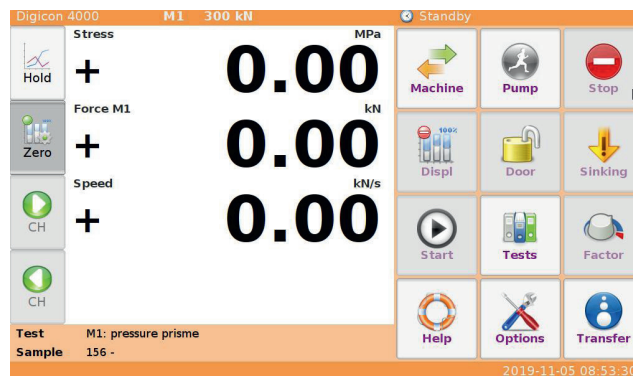 Digicon 4000 M1 300 kN Standby
Stress MPa
+ 0.00
Hold
Force M1 kN
+ 0.00
Zero
Speed kN/s
+ 0.00
CH
CH
Machine Pump Stop
100%
Displ Door Sinking
Start Tests Factor
Help Options Transfer
Test M1: pressure prisme
Sample 156 -
2019-11-05 08:53:30